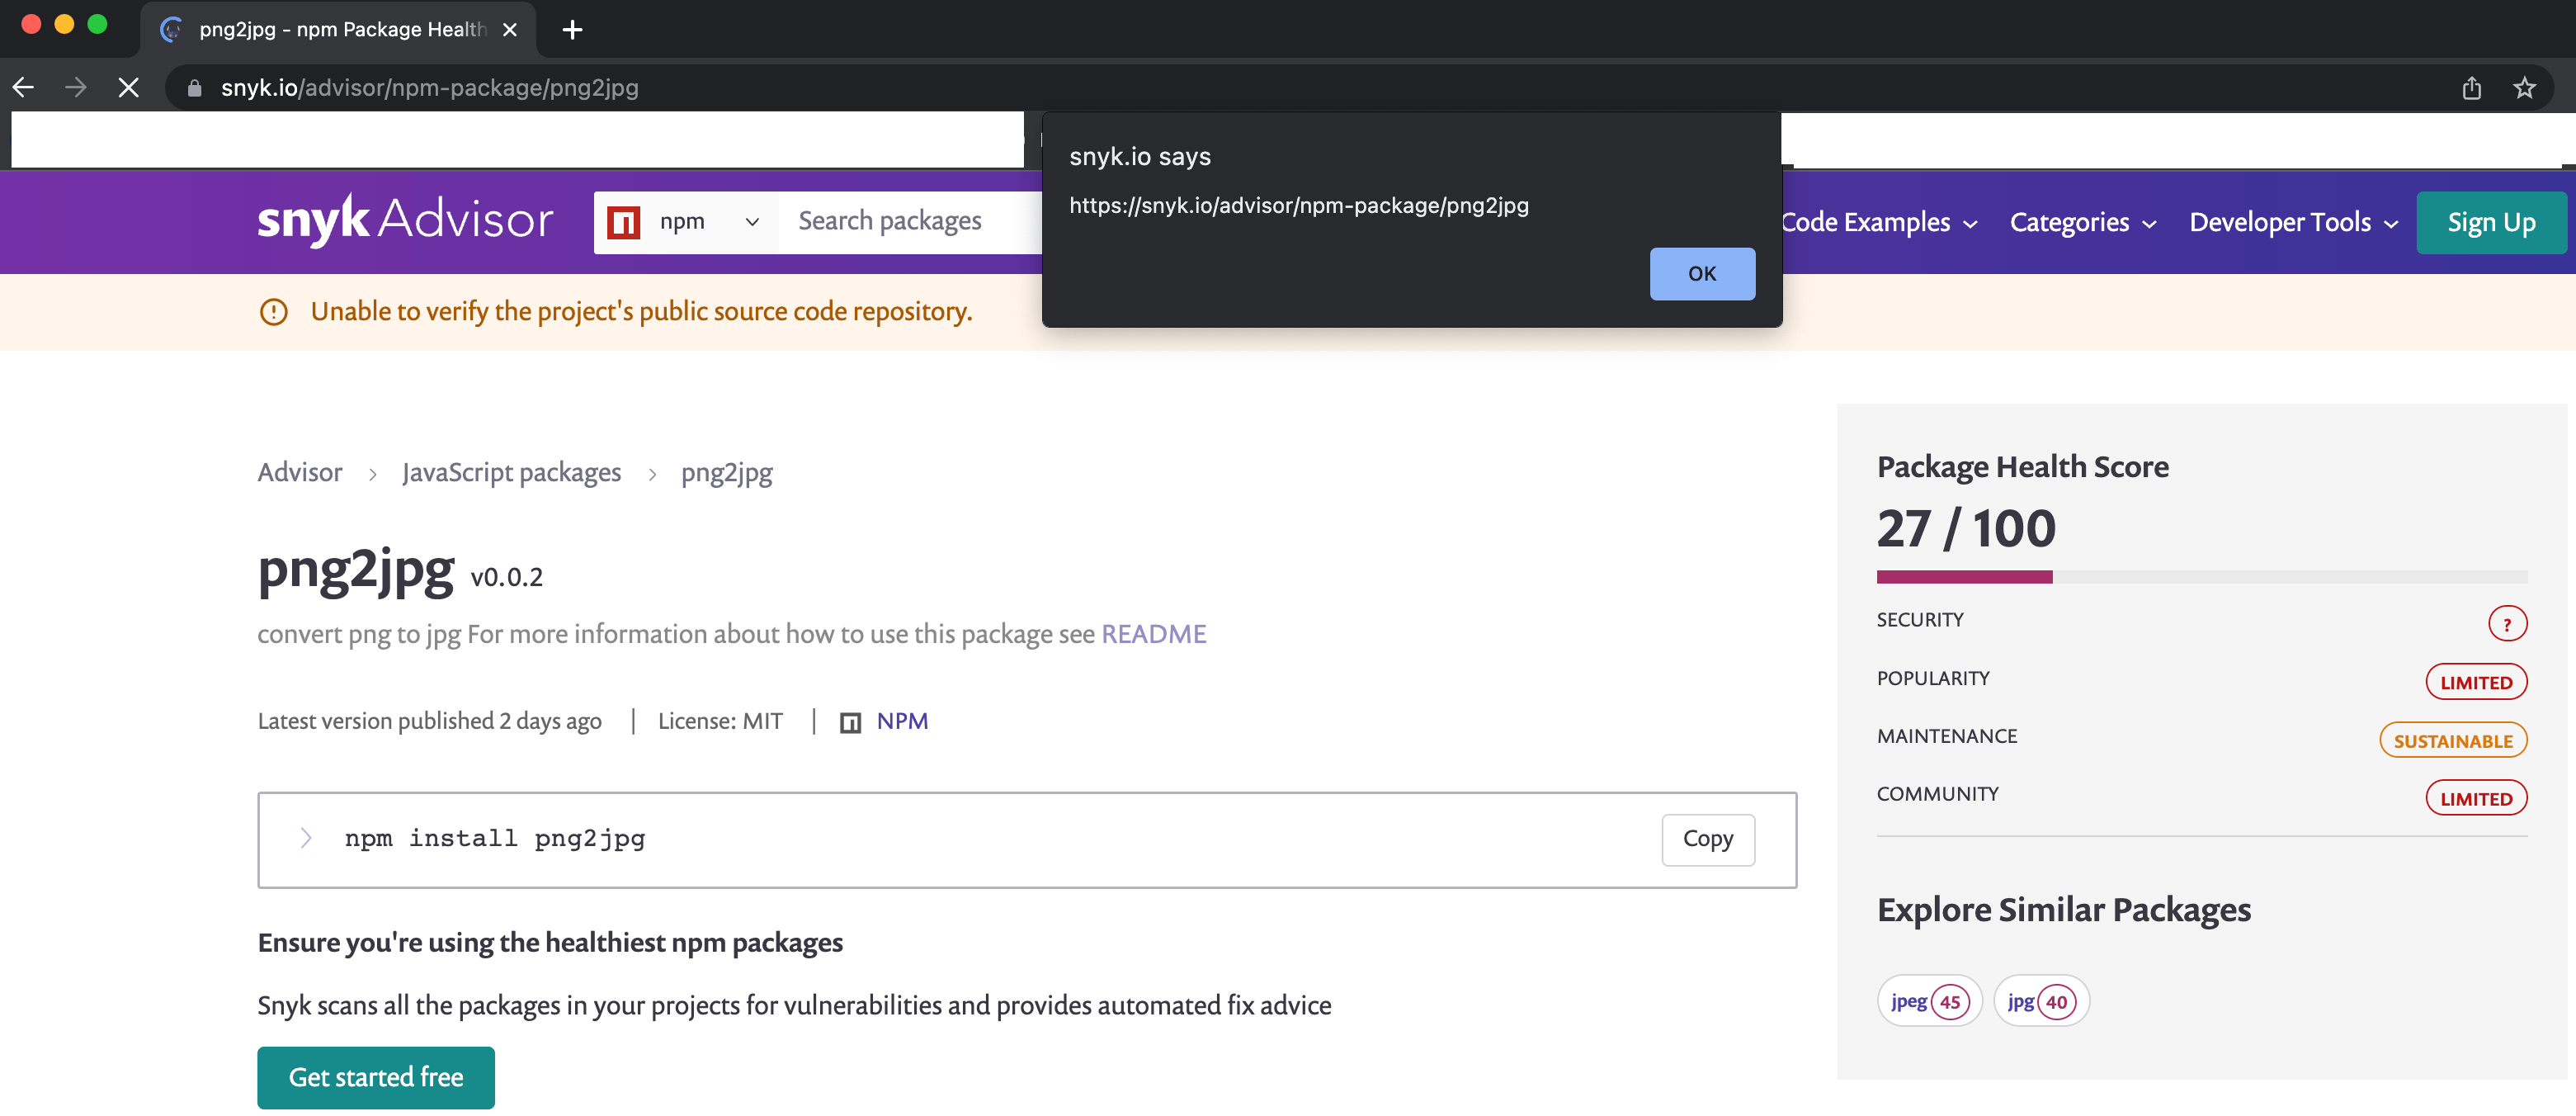 png2jpg - npm Package Health
snyk.io/advisor/npm-package/png2jpg
snyk.io says
https://snyk.io/advisor/npm-package/png2jpg
OK
snyk Advisor
npm
Search packages
Code Examples
Categories
Developer Tools
Sign Up
Unable to verify the project's public source code repository.
Advisor > JavaScript packages > png2jpg
png2jpg v0.0.2
convert png to jpg For more information about how to use this package see README
Latest version published 2 days ago | License: MIT | NPM
> npm install png2jpg
Copy
Ensure you're using the healthiest npm packages
Snyk scans all the packages in your projects for vulnerabilities and provides automated fix advice
Get started free
Package Health Score
27 / 100
SECURITY ?
POPULARITY LIMITED
MAINTENANCE SUSTAINABLE
COMMUNITY LIMITED
Explore Similar Packages
jpeg 45 jpg 40